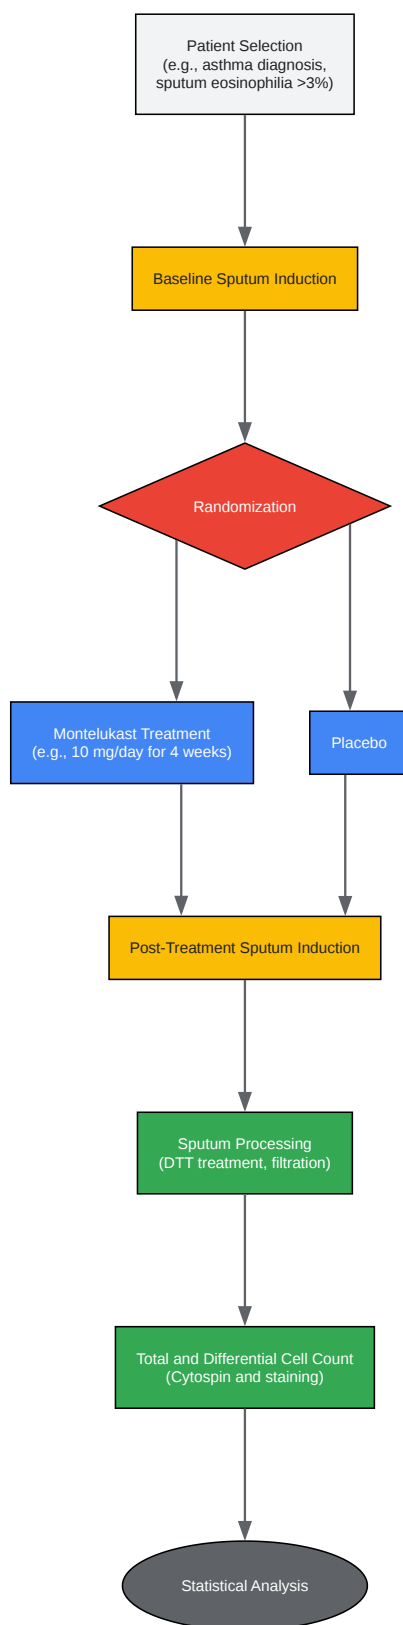 Patient Selection
(e.g., asthma diagnosis,
sputum eosinophilia >3%)
Baseline Sputum Induction
Randomization
Montelukast Treatment
(e.g., 10 mg/day for 4 weeks)
Placebo
Post-Treatment Sputum Induction
Sputum Processing
(DTT treatment, filtration)
Total and Differential Cell Count
(Cytospin and staining)
Statistical Analysis